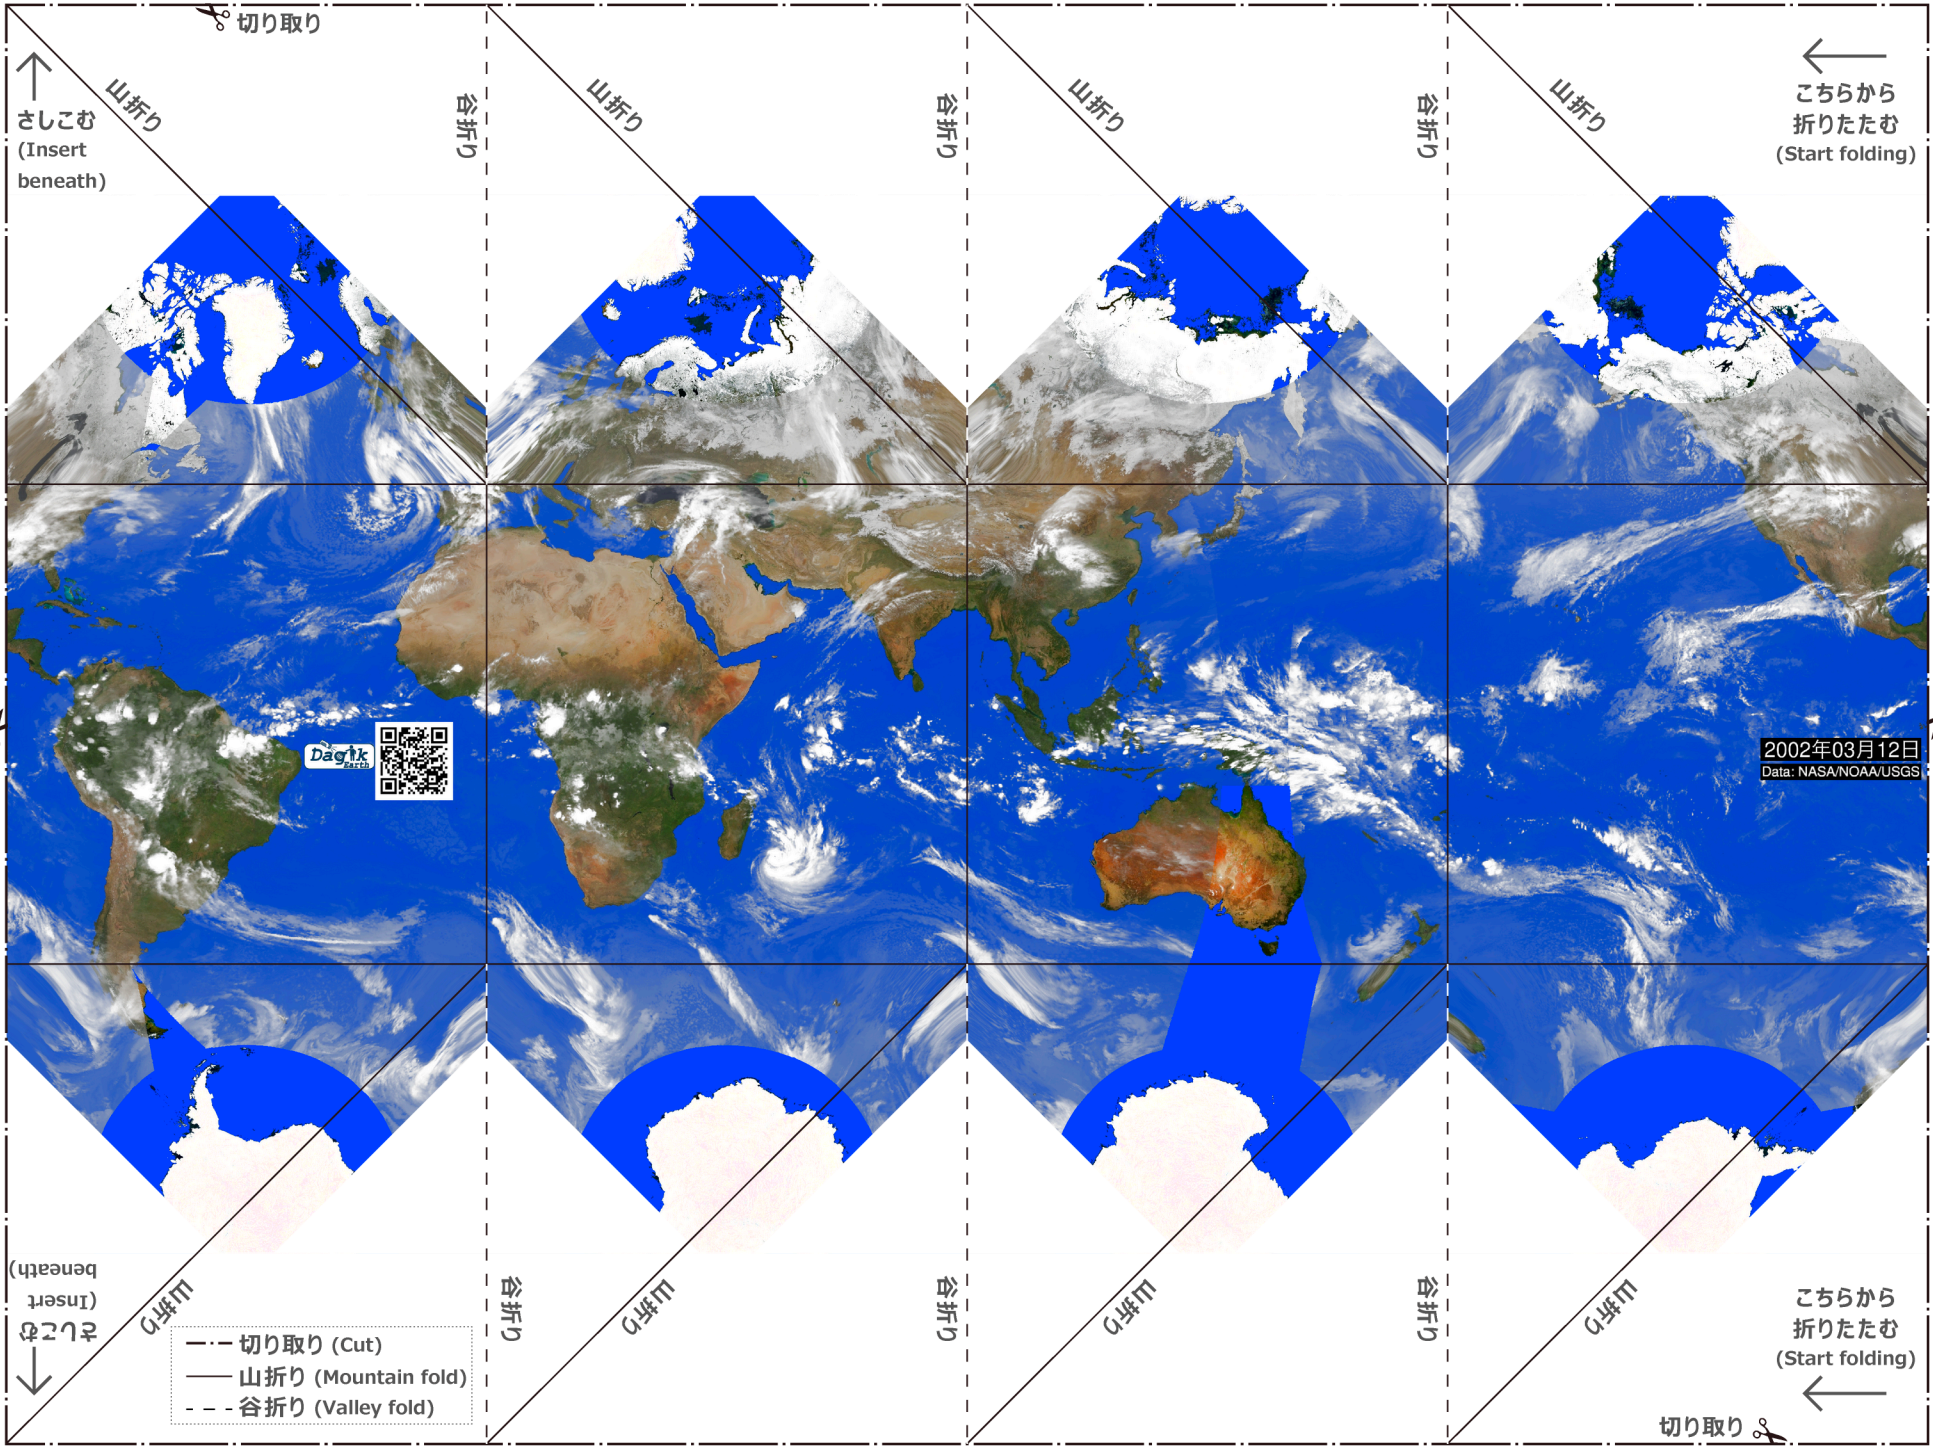 切り取り
山折り
谷折り
山折り
谷折り
山折り
谷折り
山折り
さしこむ
(Insert
beneath)
こちらから
折りたたむ
(Start folding)
Dagik
Earth
2002年03月12日
Data: NASA/NOAA/USGS
さしこむ
(Insert
beneath)
山折り
谷折り
山折り
谷折り
山折り
谷折り
山折り
切り取り (Cut)
山折り (Mountain fold)
谷折り (Valley fold)
こちらから
折りたたむ
(Start folding)
切り取り